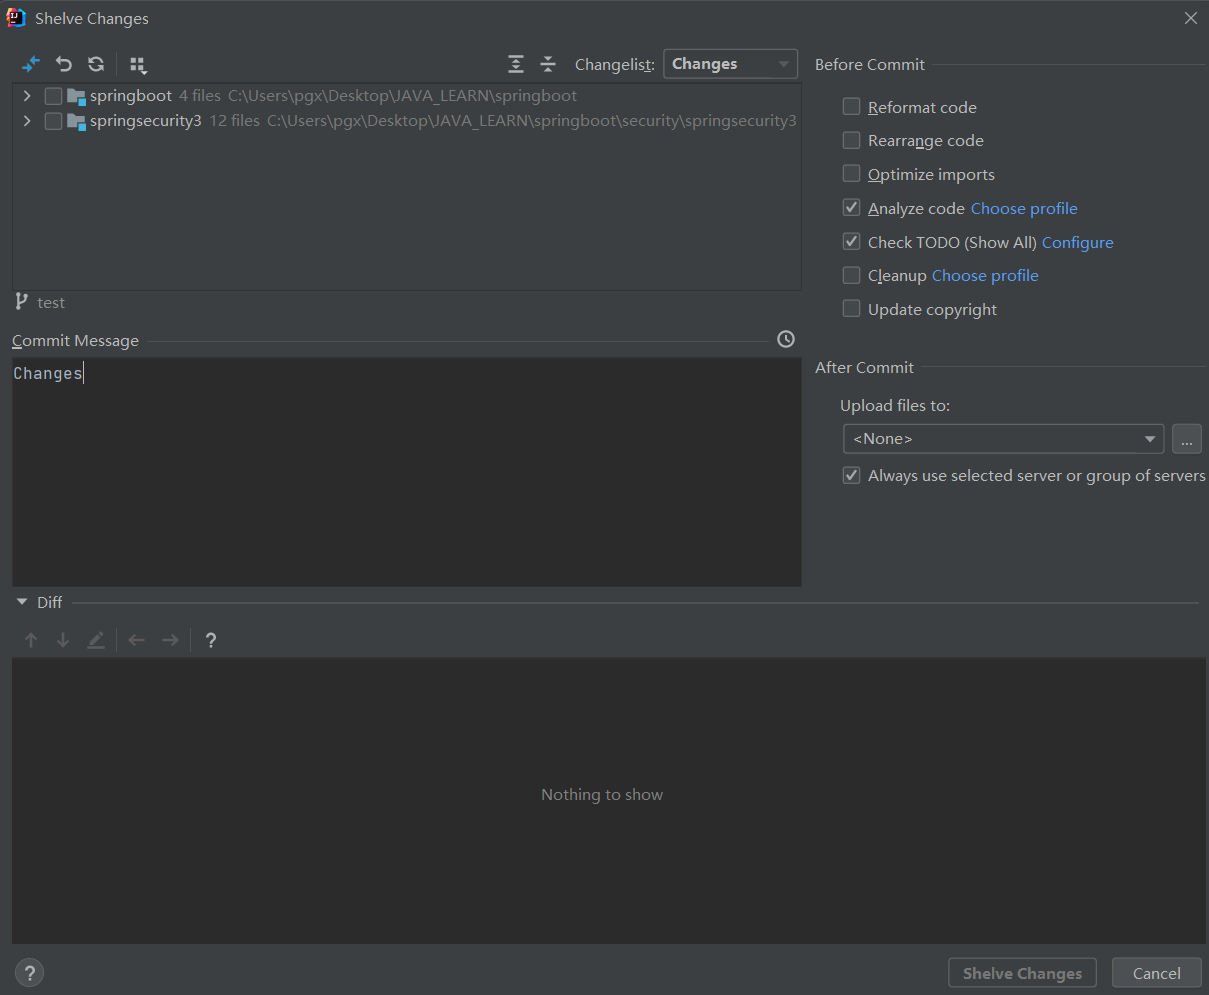 Shelve Changes
Changelist: Changes
springboot 4 files C:\Users\pgx\Desktop\JAVA_LEARN\springboot
springsecurity3 12 files C:\Users\pgx\Desktop\JAVA_LEARN\springboot\security\springsecurity3
test
Commit Message
Changes
Before Commit
Reformat code
Rearrange code
Optimize imports
Analyze code Choose profile
Check TODO (Show All) Configure
Cleanup Choose profile
Update copyright
After Commit
Upload files to:
<None>
...
Always use selected server or group of servers
Diff
?
Nothing to show
?
Shelve Changes
Cancel